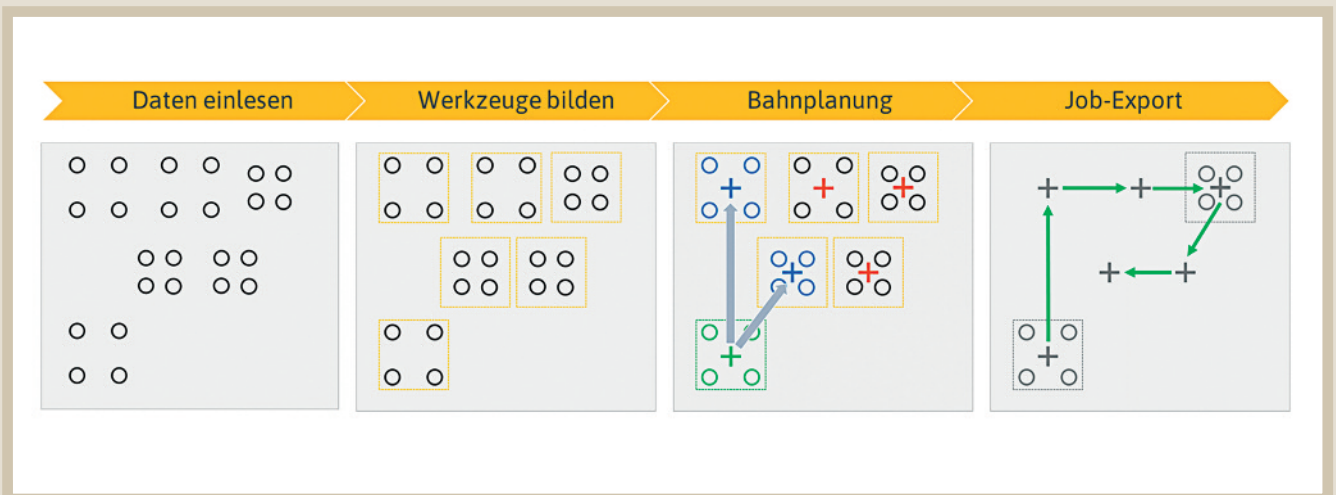 Daten einlesen
Werkzeuge bilden
Bahnplanung
Job-Export